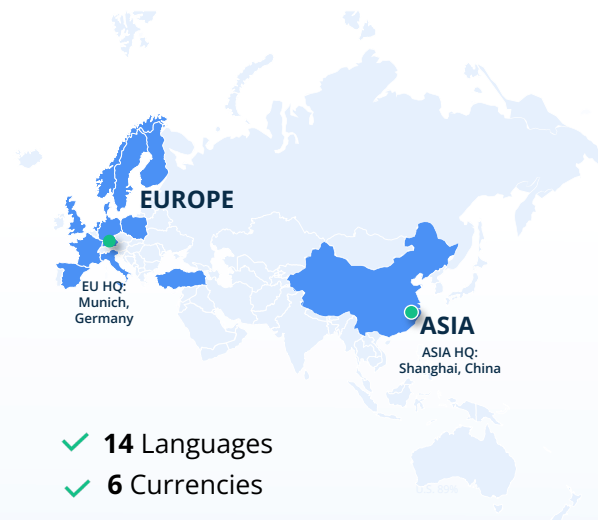 EUROPE
EU HQ:
Munich,
Germany
ASIA
ASIA HQ:
Shanghai, China
14 Languages
6 Currencies